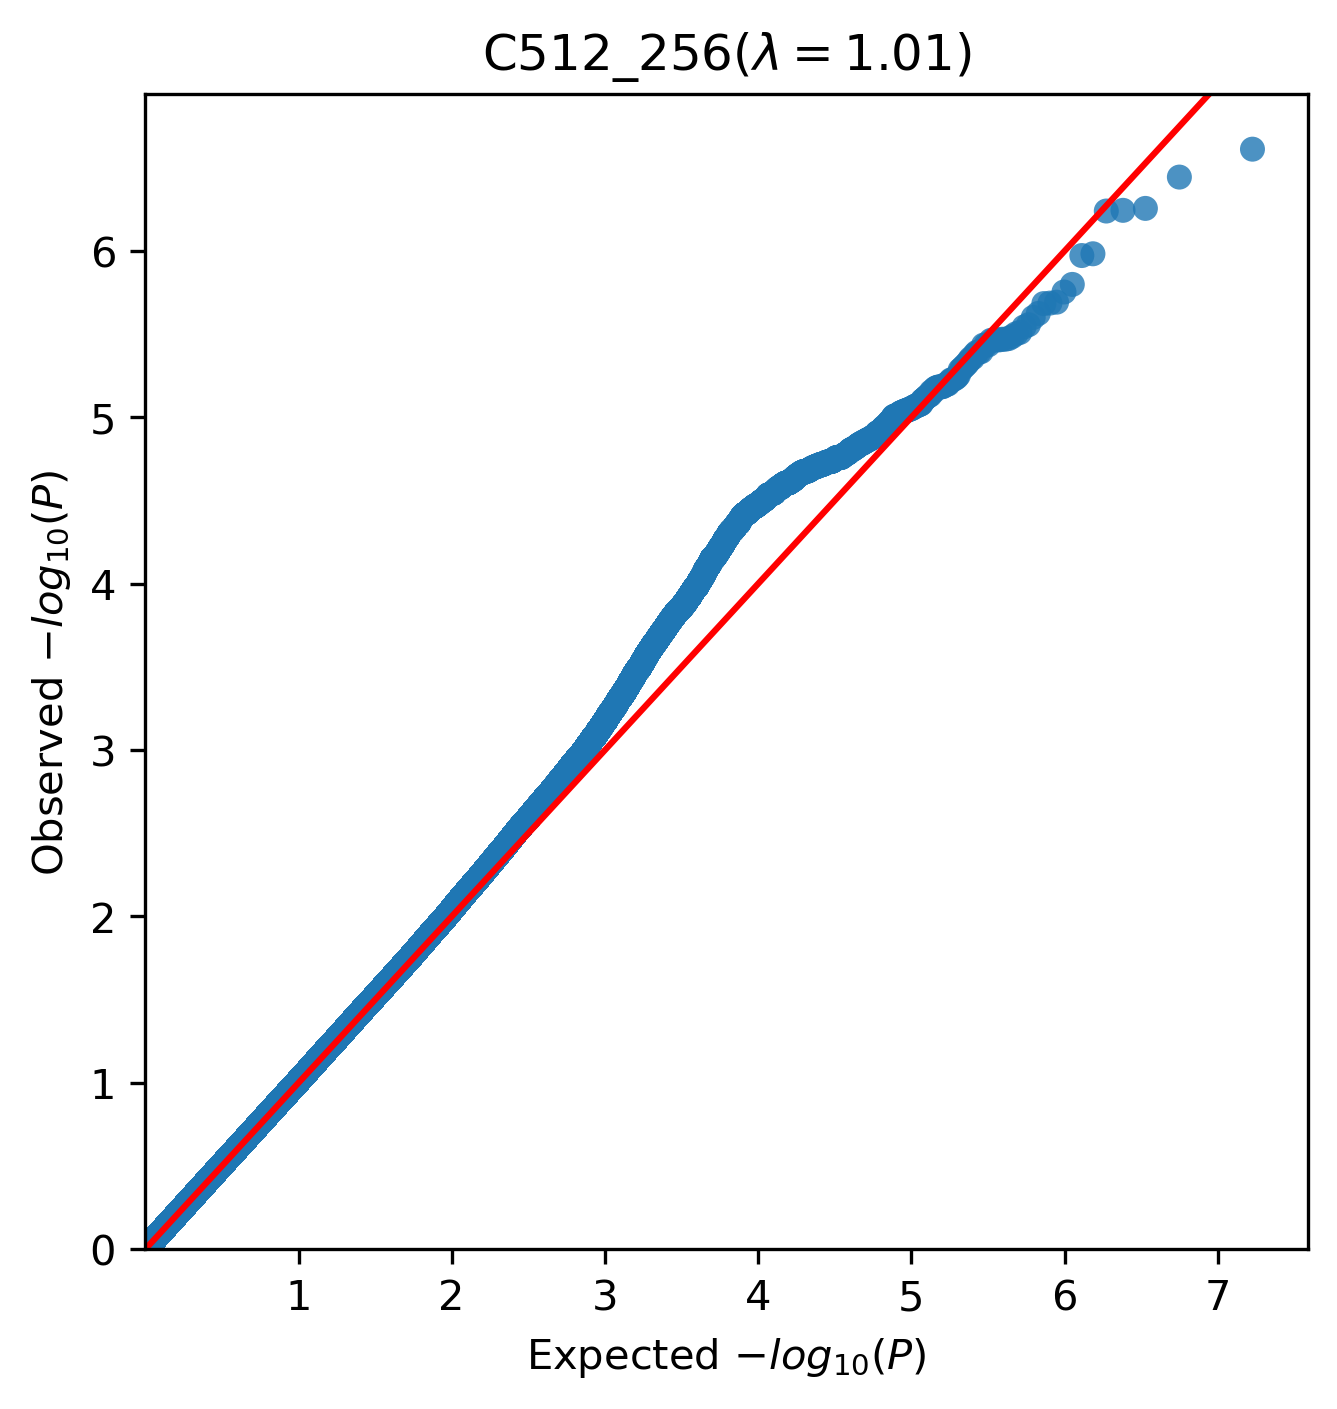 C512_256(λ = 1.01)
Observed −log10(P)
6
5
4
3
2
1
0
1 2 3 4 5 6 7
Expected −log10(P)